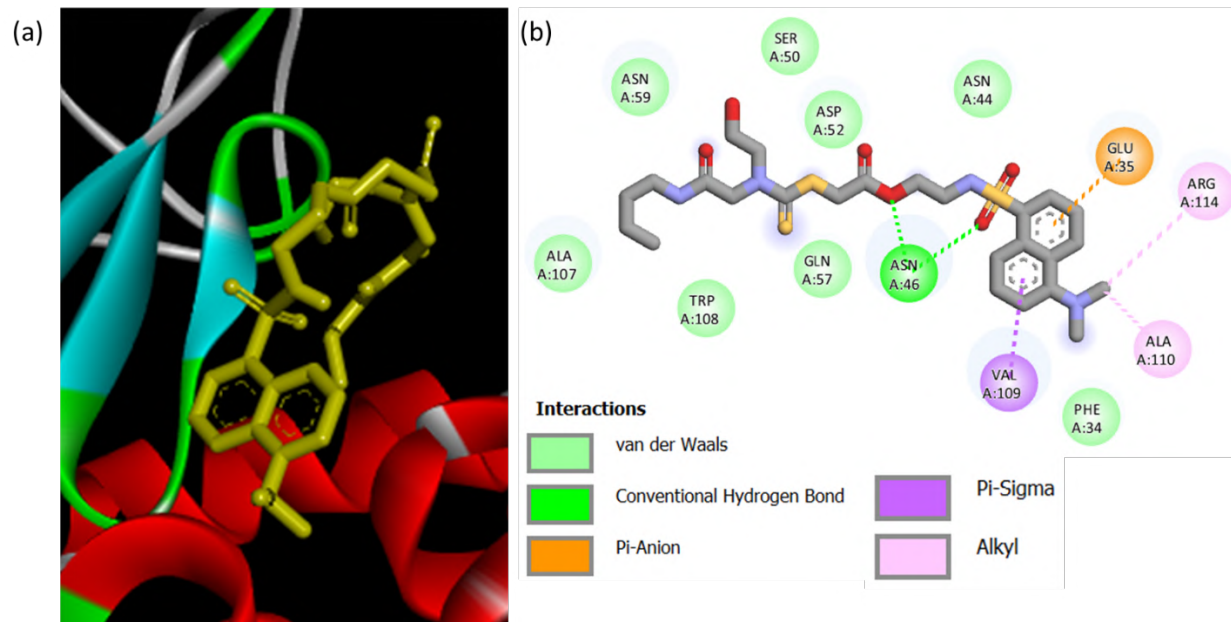 (a)
(b)
SER
A:50
ASN
A:59
ASN
A:44
ASP
A:52
GLU
A:35
ARG
A:114
ALA
A:107
GLN
A:57
ASN
A:46
TRP
A:108
ALA
A:110
VAL
A:109
PHE
A:34
Interactions
van der Waals
Conventional Hydrogen Bond
Pi-Anion
Pi-Sigma
Alkyl